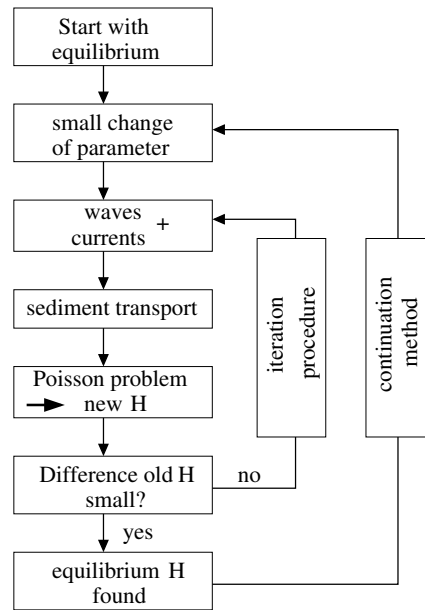 Start with
equilibrium
small change
of parameter
waves +
currents
sediment transport
Poisson problem
new H
Difference old H
small?
no
yes
equilibrium H
found
iteration
procedure
continuation
method